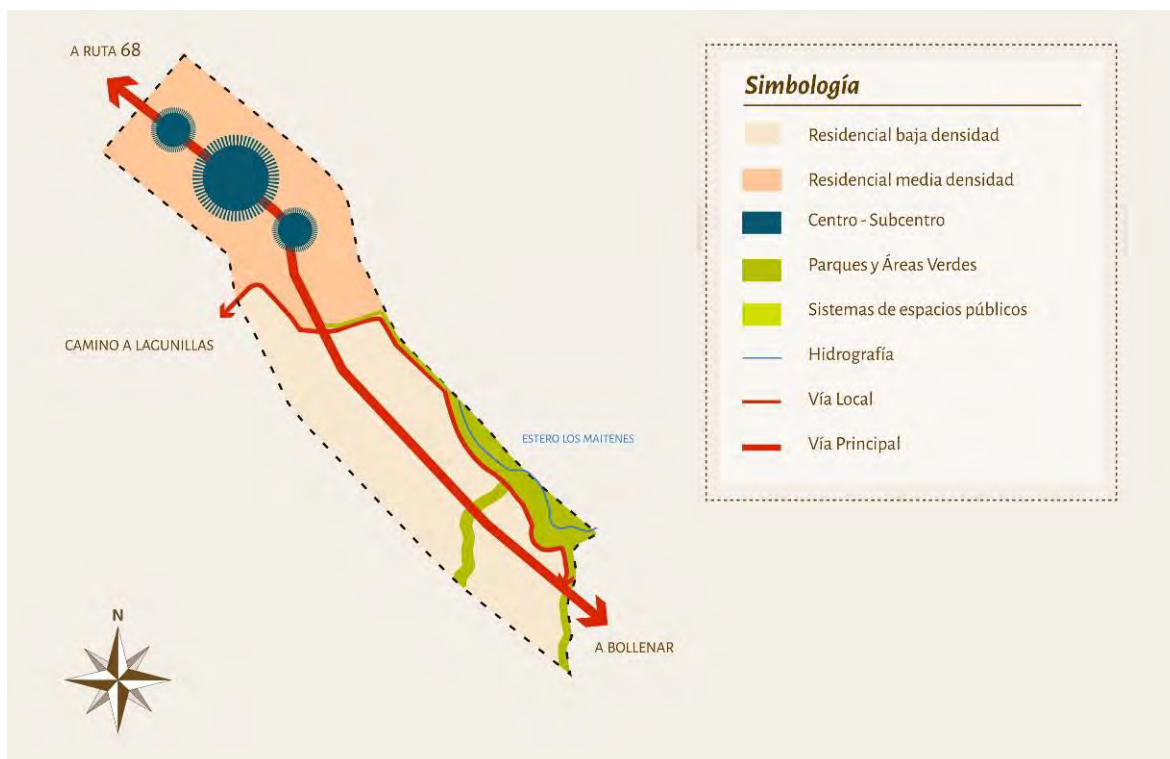 A RUTA 68
CAMINO A LAGUNILLAS
ESTERO LOS MAITENES
A BOLLENAR
N
Simbología
Residencial baja densidad
Residencial media densidad
Centro - Subcentro
Parques y Áreas Verdes
Sistemas de espacios públicos
Hidrografía
Vía Local
Vía Principal